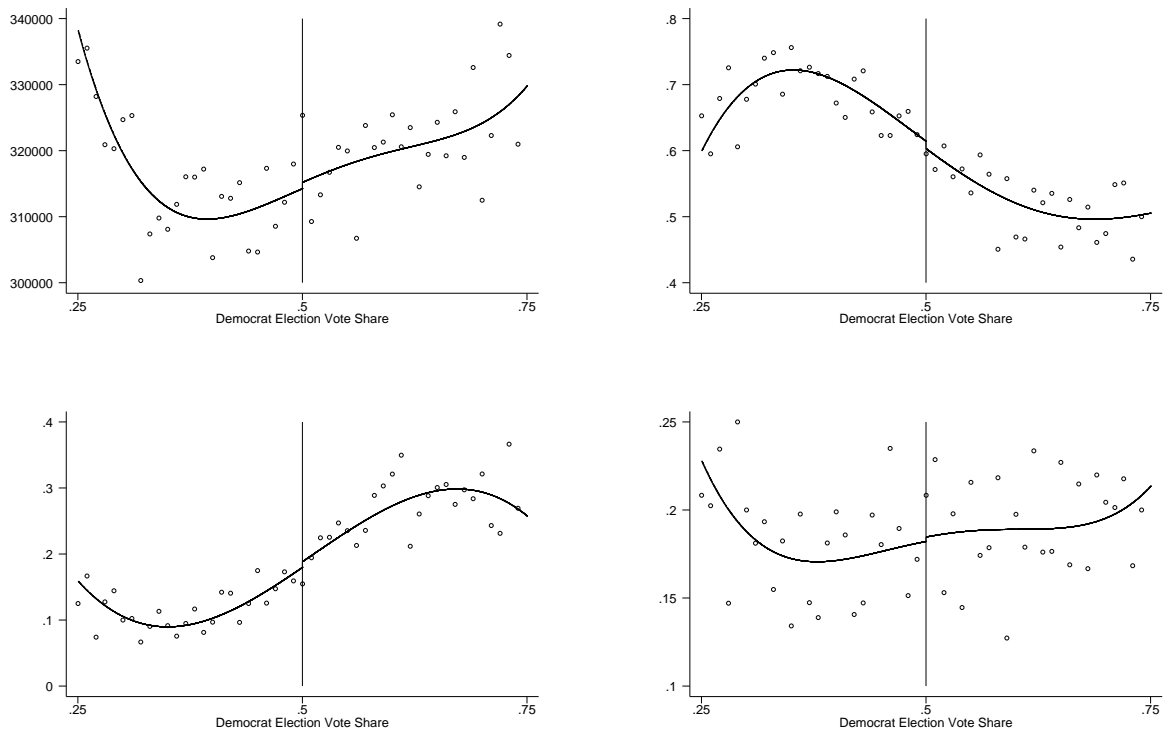 340000
330000
320000
310000
300000
.25 .5 .75
Democrat Election Vote Share
.8
.7
.6
.5
.4
.25 .5 .75
Democrat Election Vote Share
.4
.3
.2
.1
0
.25 .5 .75
Democrat Election Vote Share
.25
.2
.15
.1
.25 .5 .75
Democrat Election Vote Share